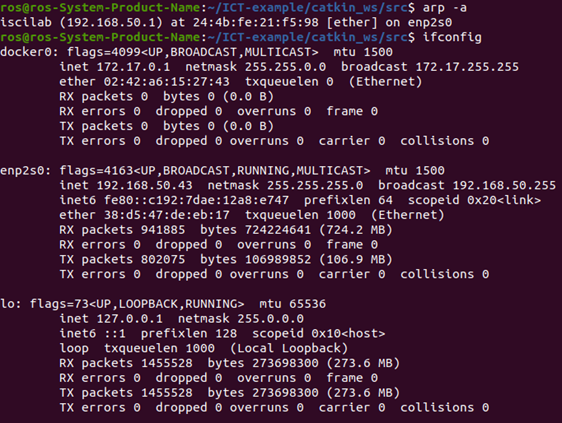 ros@ros-System-Product-Name:~/ICT-example/catkin_ws/src$ arp -a
iscilab (192.168.50.1) at 24:4b:fe:21:f5:98 [ether] on enp2s0
ros@ros-System-Product-Name:~/ICT-example/catkin_ws/src$ ifconfig
docker0: flags=4099<UP,BROADCAST,MULTICAST>  mtu 1500
        inet 172.17.0.1  netmask 255.255.0.0  broadcast 172.17.255.255
        ether 02:42:a6:15:27:43  txqueuelen 0  (Ethernet)
        RX packets 0  bytes 0 (0.0 B)
        RX errors 0  dropped 0  overruns 0  frame 0
        TX packets 0  bytes 0 (0.0 B)
        TX errors 0  dropped 0 overruns 0  carrier 0  collisions 0

enp2s0: flags=4163<UP,BROADCAST,RUNNING,MULTICAST>  mtu 1500
        inet 192.168.50.43  netmask 255.255.255.0  broadcast 192.168.50.255
        inet6 fe80::c192:7dae:12a8:e747  prefixlen 64  scopeid 0x20<link>
        ether 38:d5:47:de:eb:17  txqueuelen 1000  (Ethernet)
        RX packets 941885  bytes 724224641 (724.2 MB)
        RX errors 0  dropped 0  overruns 0  frame 0
        TX packets 802075  bytes 106989852 (106.9 MB)
        TX errors 0  dropped 0 overruns 0  carrier 0  collisions 0

lo: flags=73<UP,LOOPBACK,RUNNING>  mtu 65536
        inet 127.0.0.1  netmask 255.0.0.0
        inet6 ::1  prefixlen 128  scopeid 0x10<host>
        loop  txqueuelen 1000  (Local Loopback)
        RX packets 1455528  bytes 273698300 (273.6 MB)
        RX errors 0  dropped 0  overruns 0  frame 0
        TX packets 1455528  bytes 273698300 (273.6 MB)
        TX errors 0  dropped 0 overruns 0  carrier 0  collisions 0